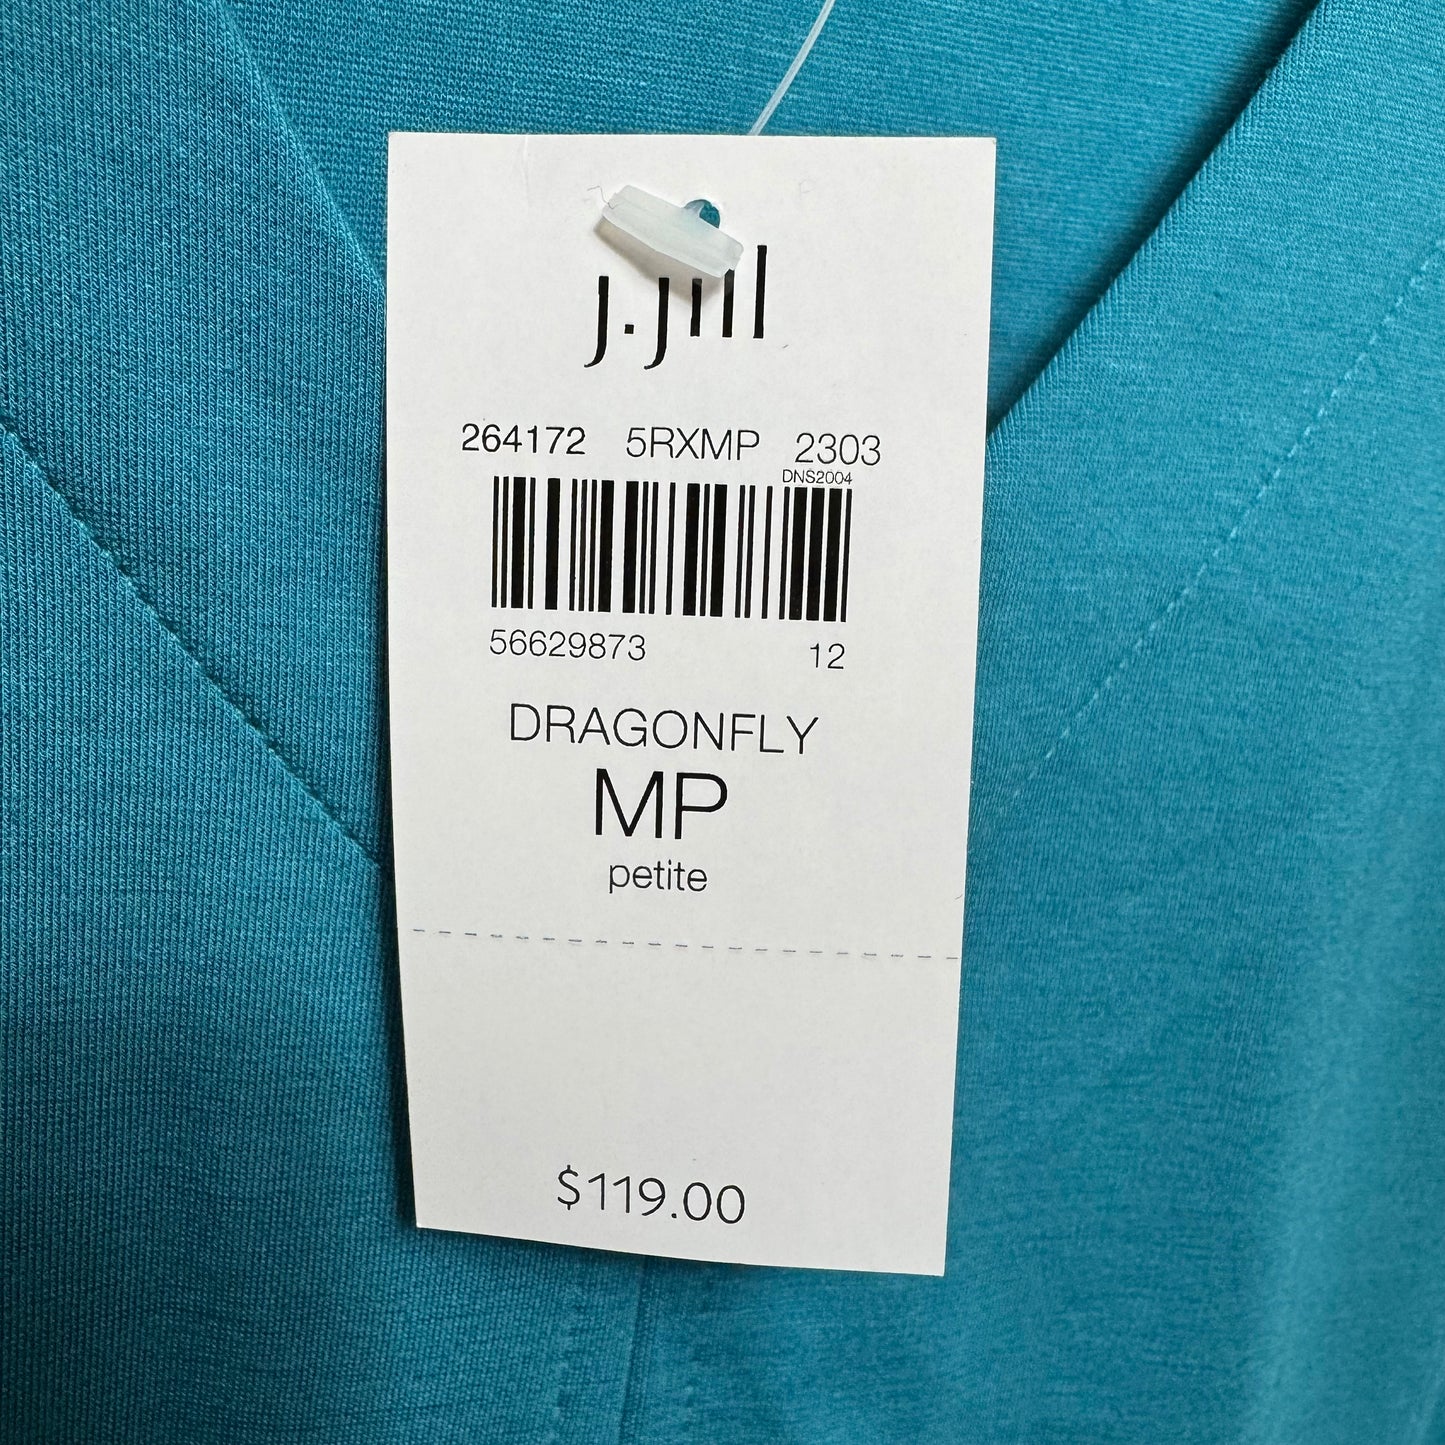 j.jill
264172 5RXMP 2303
DNS2004
56629873 12
DRAGONFLY
MP
petite
$119.00